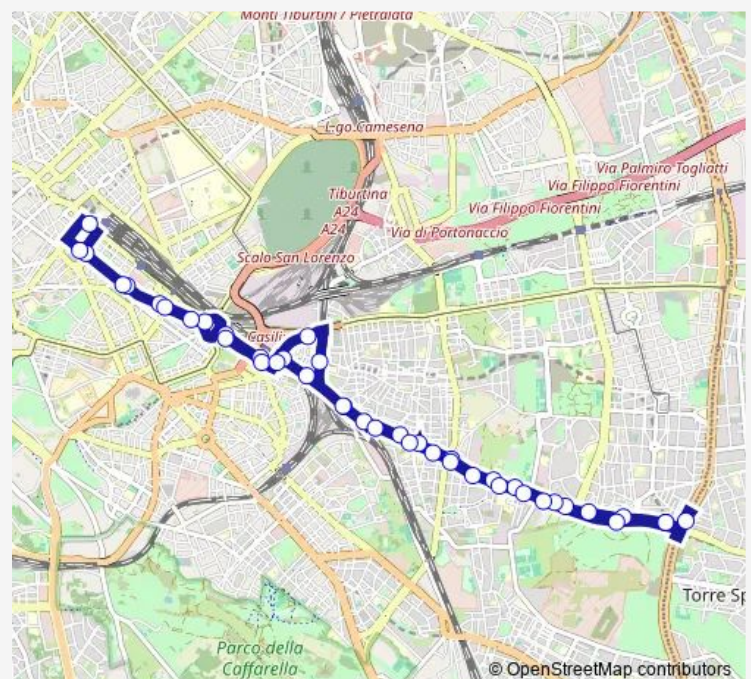 Monti Tiburtini / Pietralata
L.go Camesena
Via Palmiro Togliatti
Via Filippo Fiorentini
Tiburtina
A24
A24
Via Filippo Fiorentini
Via di Portonaccio
Scalo San Lorenzo
Casili
Torre Sp
Parco della
Caffarella
© OpenStreetMap contributors